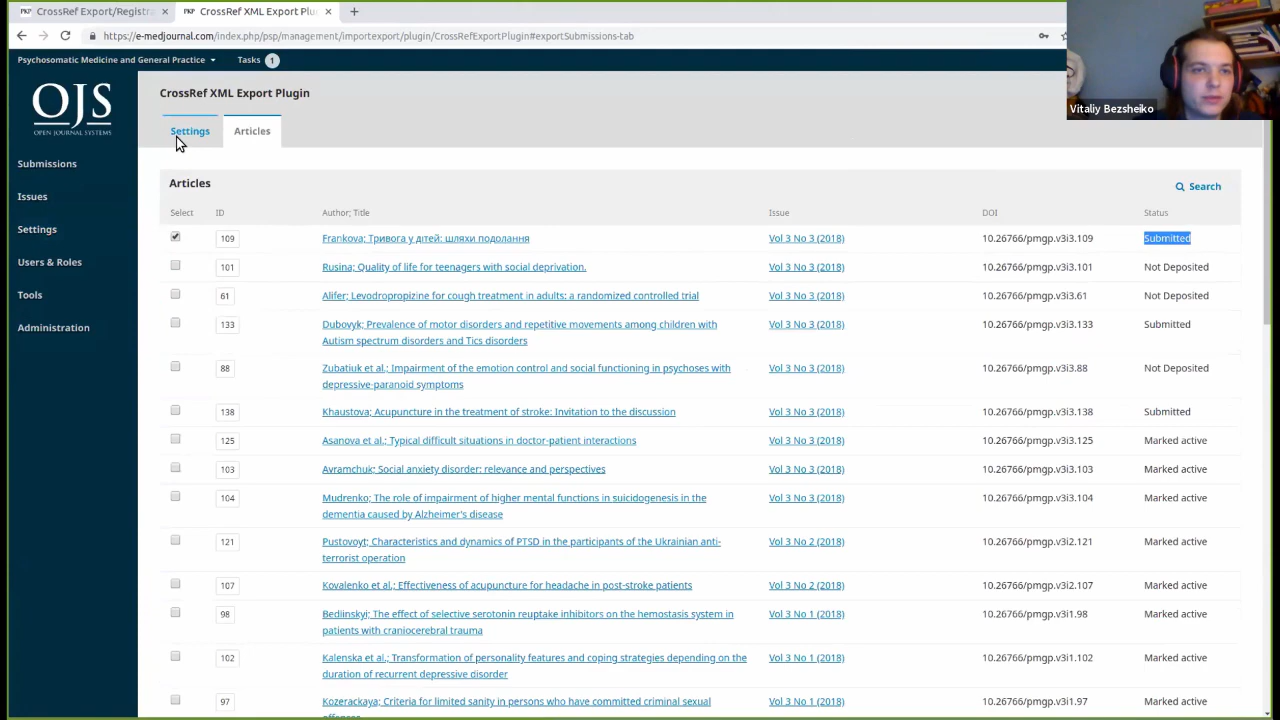 CrossRef Export/Registra
CrossRef XML Export Plu
https://e-medjournal.com/index.php/psp/management/importexport/plugin/CrossRefExportPlugin#exportSubmissions-tab
Psychosomatic Medicine and General Practice
Tasks 1
Vitaliy Bezsheiko
OJS
OPEN JOURNAL SYSTEMS
Submissions
Issues
Settings
Users & Roles
Tools
Administration
CrossRef XML Export Plugin
Settings Articles
Articles
Search
Select ID Author; Title Issue DOI Status
109 Frankova; Тривога у дітей: шляхи подолання Vol 3 No 3 (2018) 10.26766/pmgp.v3i3.109 Submitted
101 Rusina; Quality of life for teenagers with social deprivation. Vol 3 No 3 (2018) 10.26766/pmgp.v3i3.101 Not Deposited
61 Alifer; Levodropropizine for cough treatment in adults: a randomized controlled trial Vol 3 No 3 (2018) 10.26766/pmgp.v3i3.61 Not Deposited
133 Dubovyk; Prevalence of motor disorders and repetitive movements among children with Vol 3 No 3 (2018) 10.26766/pmgp.v3i3.133 Submitted
Autism spectrum disorders and Tics disorders
88 Zubatiuk et al.; Impairment of the emotion control and social functioning in psychoses with Vol 3 No 3 (2018) 10.26766/pmgp.v3i3.88 Not Deposited
depressive-paranoid symptoms
138 Khaustova; Acupuncture in the treatment of stroke: Invitation to the discussion Vol 3 No 3 (2018) 10.26766/pmgp.v3i3.138 Submitted
125 Asanova et al.; Typical difficult situations in doctor-patient interactions Vol 3 No 3 (2018) 10.26766/pmgp.v3i3.125 Marked active
103 Avramchuk; Social anxiety disorder: relevance and perspectives Vol 3 No 3 (2018) 10.26766/pmgp.v3i3.103 Marked active
104 Mudrenko; The role of impairment of higher mental functions in suicidogenesis in the Vol 3 No 3 (2018) 10.26766/pmgp.v3i3.104 Marked active
dementia caused by Alzheimer's disease
121 Pustovoyt; Characteristics and dynamics of PTSD in the participants of the Ukrainian anti- Vol 3 No 2 (2018) 10.26766/pmgp.v3i2.121 Marked active
terrorist operation
107 Kovalenko et al.; Effectiveness of acupuncture for headache in post-stroke patients Vol 3 No 2 (2018) 10.26766/pmgp.v3i2.107 Marked active
98 Bedlinskyi; The effect of selective serotonin reuptake inhibitors on the hemostasis system in Vol 3 No 1 (2018) 10.26766/pmgp.v3i1.98 Marked active
patients with craniocerebral trauma
102 Kalenska et al.; Transformation of personality features and coping strategies depending on the Vol 3 No 1 (2018) 10.26766/pmgp.v3i1.102 Marked active
duration of recurrent depressive disorder
97 Kozerackaya; Criteria for limited sanity in persons who have committed criminal sexual Vol 3 No 1 (2018) 10.26766/pmgp.v3i1.97 Marked active